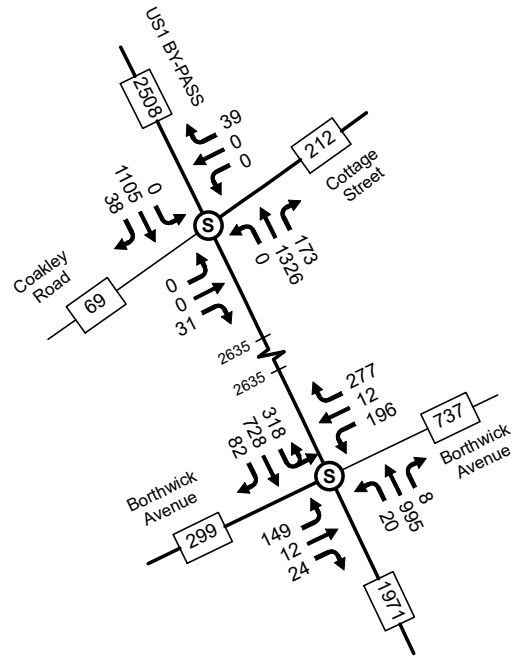 US1 BY-PASS
2508
39
0
0
212
Cottage
Street
0
1105
38
S
173
1326
0
Coakley
Road
69
0
0
31
2635
2635
277
12
196
737
Borthwick
Avenue
318
728
82
S
Borthwick
Avenue
299
149
12
24
8
995
20
1971